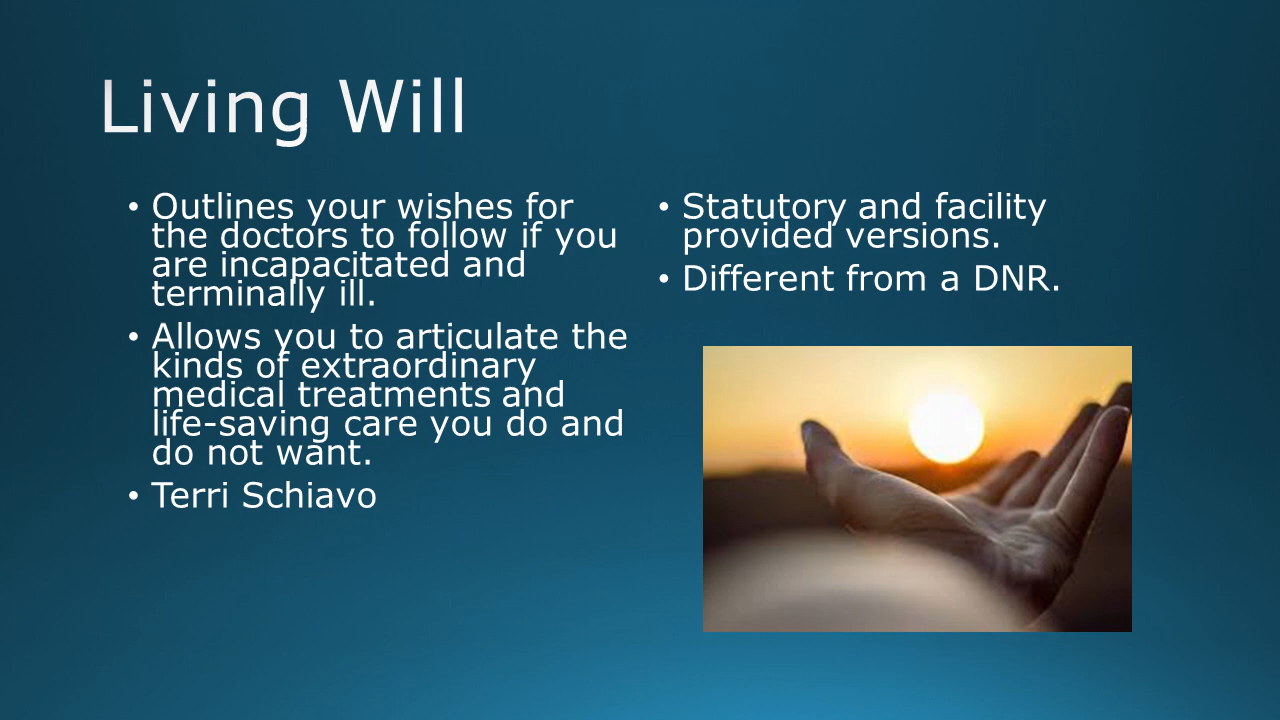 Living Will
• Outlines your wishes for
the doctors to follow if you
are incapacitated and
terminally ill.
• Allows you to articulate the
kinds of extraordinary
medical treatments and
life-saving care you do and
do not want.
• Terri Schiavo
• Statutory and facility
provided versions.
• Different from a DNR.